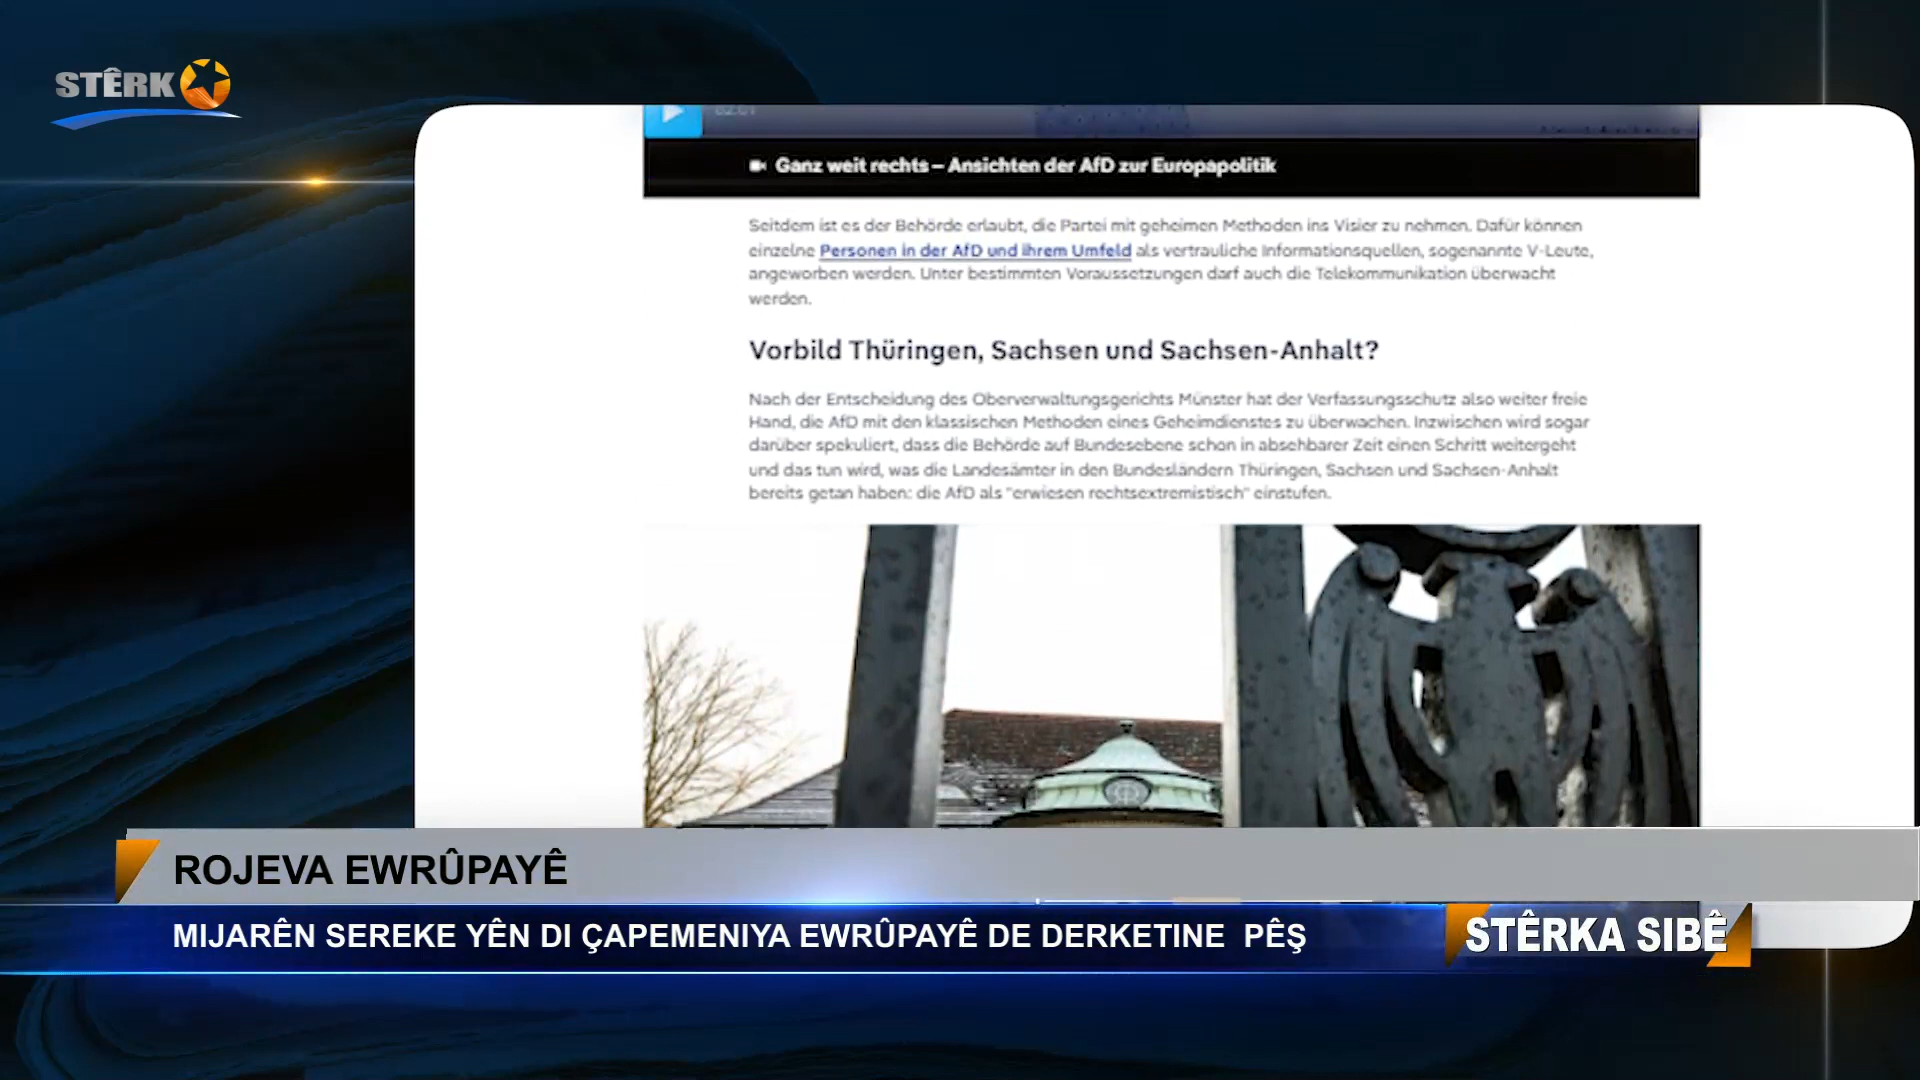 STÊRK
02:01
Ganz weit rechts – Ansichten der AfD zur Europapolitik
Seitdem ist es der Behörde erlaubt, die Partei mit geheimen Methoden ins Visier zu nehmen. Dafür können
einzelne Personen in der AfD und ihrem Umfeld als vertrauliche Informationsquellen, sogenannte V-Leute,
angeworben werden. Unter bestimmten Voraussetzungen darf auch die Telekommunikation überwacht
werden.
Vorbild Thüringen, Sachsen und Sachsen-Anhalt?
Nach der Entscheidung des Oberverwaltungsgerichts Münster hat der Verfassungsschutz also weiter freie
Hand, die AfD mit den klassischen Methoden eines Geheimdienstes zu überwachen. Inzwischen wird sogar
darüber spekuliert, dass die Behörde auf Bundesebene schon in absehbarer Zeit einen Schritt weitergeht
und das tun wird, was die Landesämter in den Bundesländern Thüringen, Sachsen und Sachsen-Anhalt
bereits getan haben: die AfD als "erwiesen rechtsextremistisch" einstufen.
ROJEVA EWRÛPAYÊ
MIJARÊN SEREKE YÊN DI ÇAPEMENIYA EWRÛPAYÊ DE DERKETINE PÊŞ
STÊRKA SIBÊ